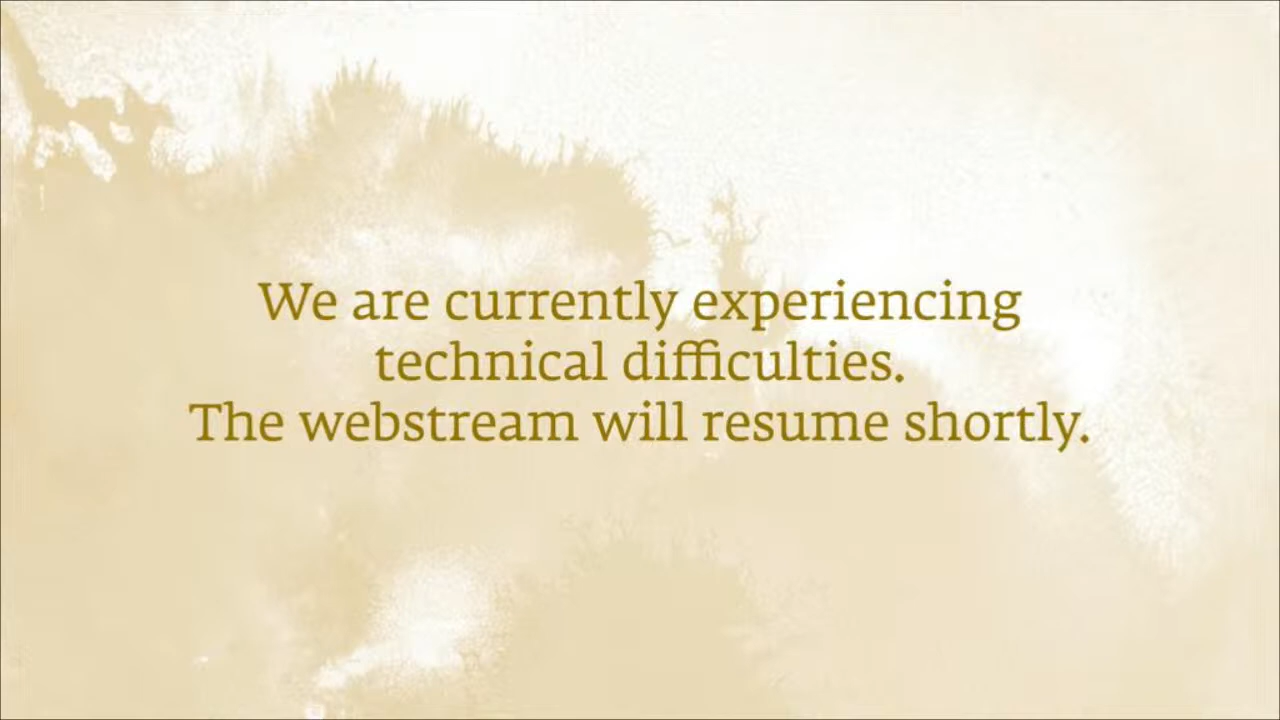 We are currently experiencing
technical difficulties.
The webstream will resume shortly.